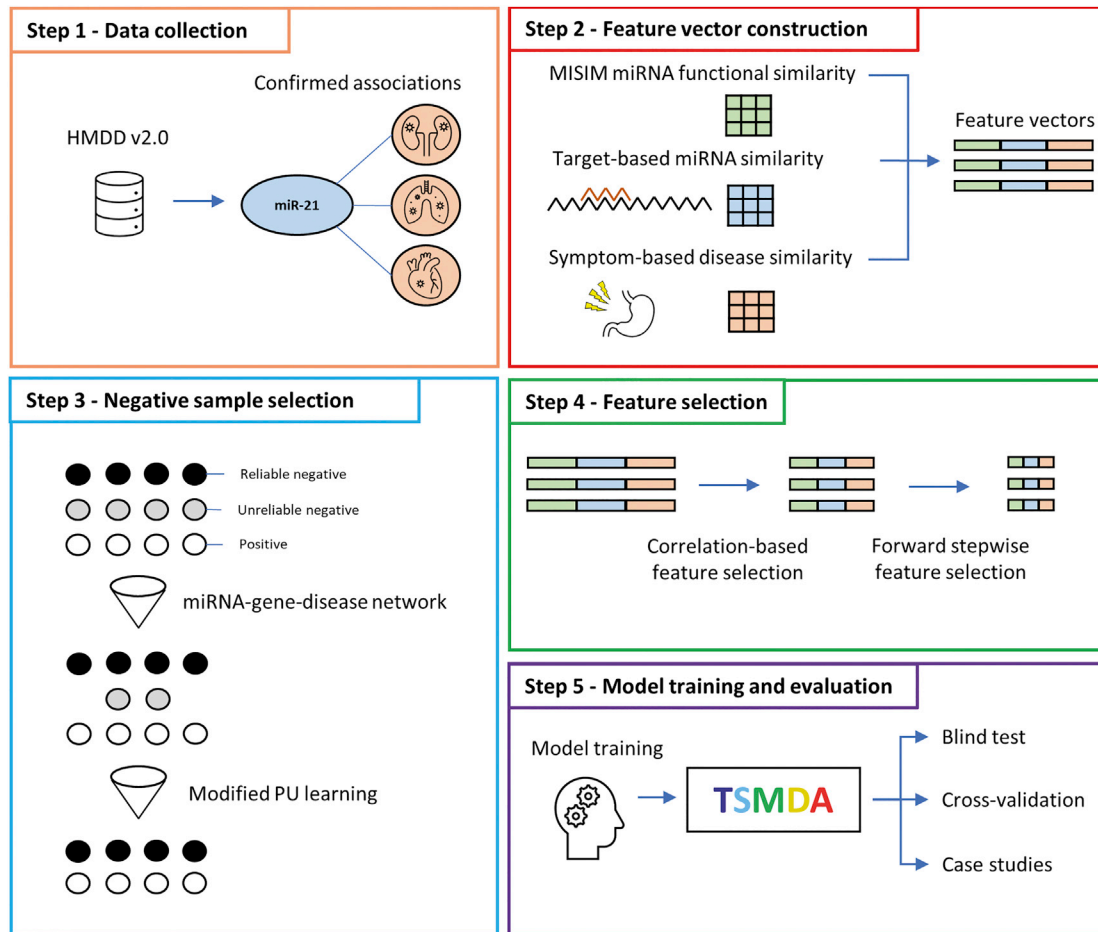 Step 1 - Data collection
Confirmed associations
HMDD v2.0
miR-21
Step 2 - Feature vector construction
MISIM miRNA functional similarity
Feature vectors
Target-based miRNA similarity
Symptom-based disease similarity
Step 3 - Negative sample selection
Reliable negative
Unreliable negative
Positive
miRNA-gene-disease network
Modified PU learning
Step 4 - Feature selection
Correlation-based
feature selection
Forward stepwise
feature selection
Step 5 - Model training and evaluation
Model training
TSMDA
Blind test
Cross-validation
Case studies